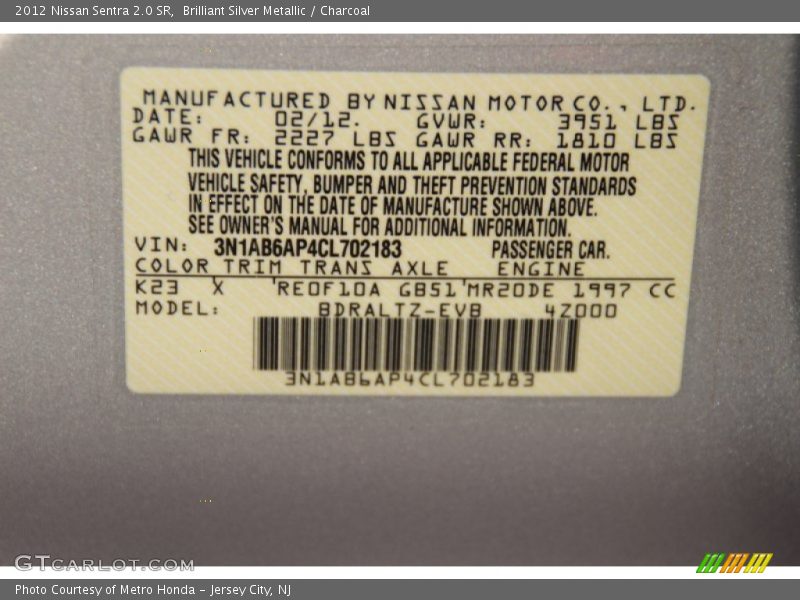 2012 Nissan Sentra 2.0 SR,  Brilliant Silver Metallic / Charcoal
MANUFACTURED BY NISSAN MOTOR CO., LTD.
DATE: 02/12. GVWR: 3951 LBS
GAWR FR: 2227 LBS GAWR RR: 1810 LBS
THIS VEHICLE CONFORMS TO ALL APPLICABLE FEDERAL MOTOR
VEHICLE SAFETY, BUMPER AND THEFT PREVENTION STANDARDS
IN EFFECT ON THE DATE OF MANUFACTURE SHOWN ABOVE.
SEE OWNER'S MANUAL FOR ADDITIONAL INFORMATION.
VIN: 3N1AB6AP4CL702183 PASSENGER CAR.
COLOR TRIM TRANS AXLE ENGINE
K23 X 'RE0F10A GB51'MR20DE 1997 CC
MODEL: BDRALTZ-EVB 4Z000
3N1AB6AP4CL702183
GTCARLOT.COM
Photo Courtesy of Metro Honda – Jersey City, NJ